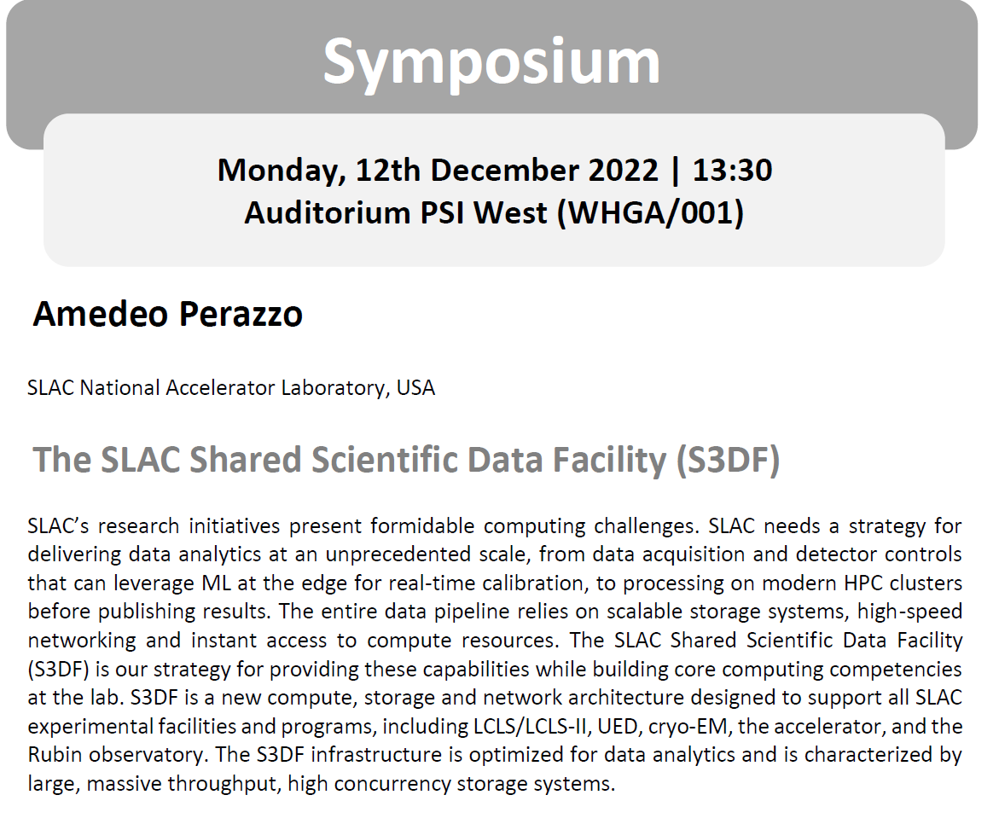 Symposium
Monday, 12th December 2022 | 13:30
Auditorium PSI West (WHGA/001)
Amedeo Perazzo
SLAC National Accelerator Laboratory, USA
The SLAC Shared Scientific Data Facility (S3DF)
SLAC’s research initiatives present formidable computing challenges. SLAC needs a strategy for
delivering data analytics at an unprecedented scale, from data acquisition and detector controls
that can leverage ML at the edge for real-time calibration, to processing on modern HPC clusters
before publishing results. The entire data pipeline relies on scalable storage systems, high-speed
networking and instant access to compute resources. The SLAC Shared Scientific Data Facility
(S3DF) is our strategy for providing these capabilities while building core computing competencies
at the lab. S3DF is a new compute, storage and network architecture designed to support all SLAC
experimental facilities and programs, including LCLS/LCLS-II, UED, cryo-EM, the accelerator, and the
Rubin observatory. The S3DF infrastructure is optimized for data analytics and is characterized by
large, massive throughput, high concurrency storage systems.